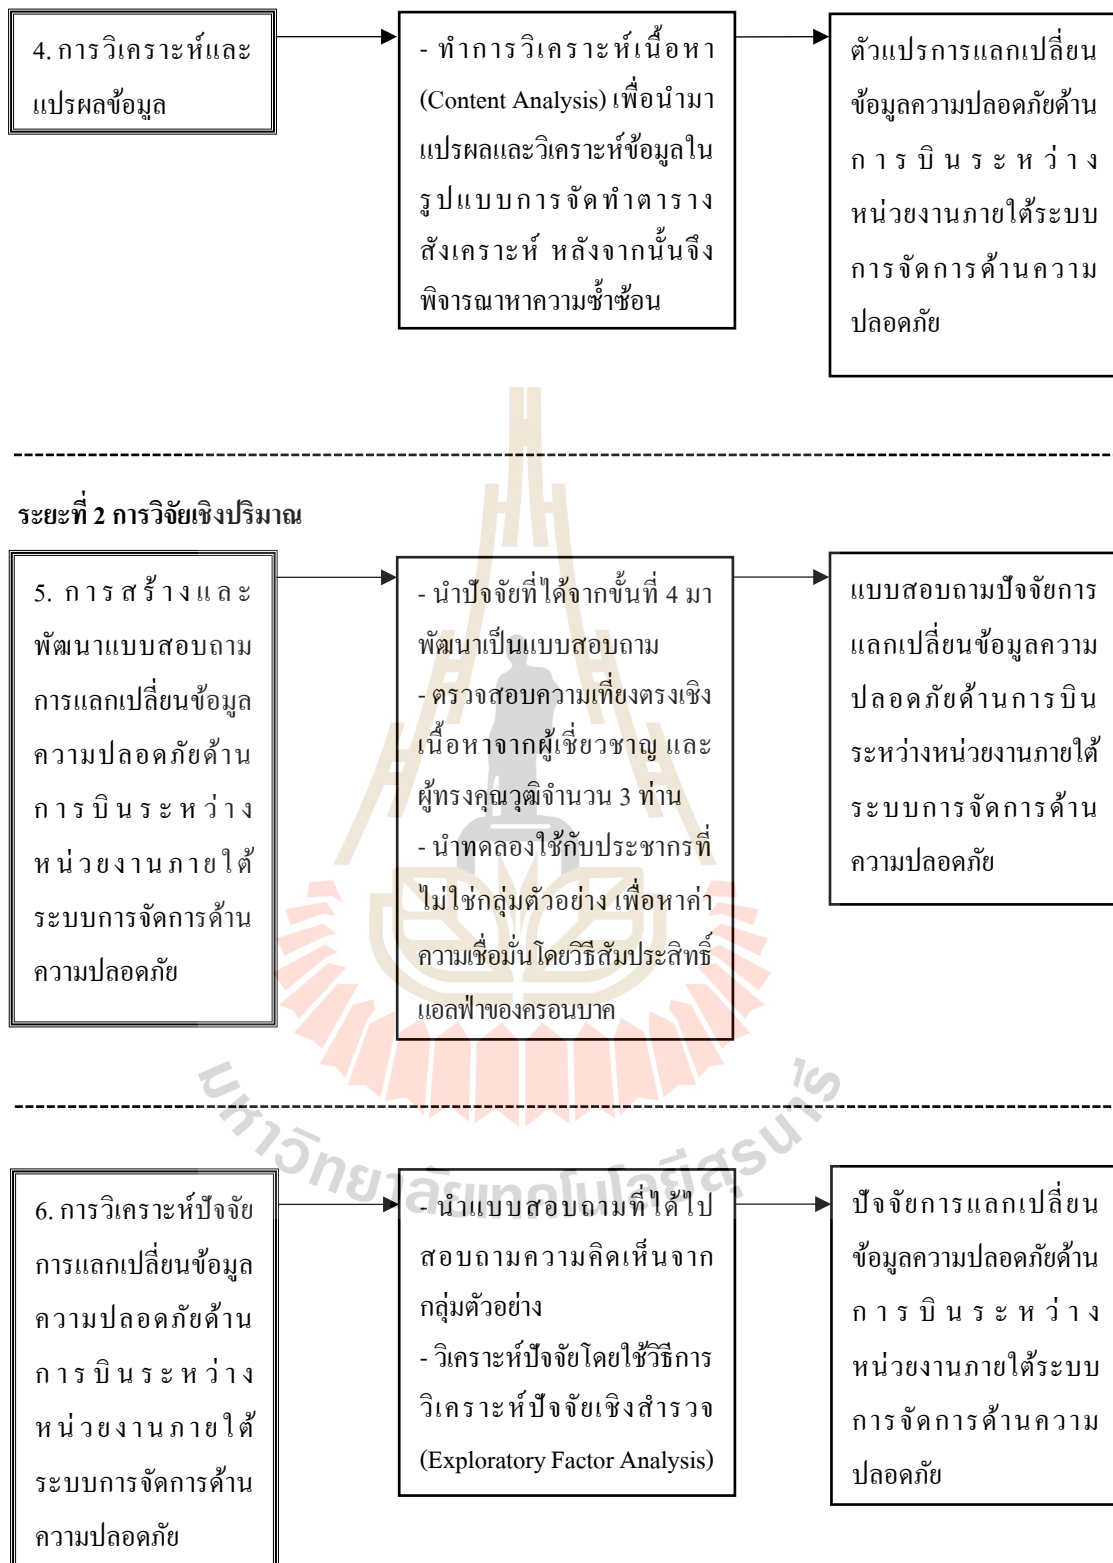 4. การวิเคราะห์และ
แปรผลข้อมูล
- ทำการวิเคราะห์เนื้อหา
(Content Analysis) เพื่อนำมา
แปรผลและวิเคราะห์ข้อมูลใน
รูปแบบการจัดทำตาราง
สังเคราะห์ หลังจากนั้นจึง
พิจารณาหาความซ้ำซ้อน
ตัวแปรการแลกเปลี่ยน
ข้อมูลความปลอดภัยด้าน
การบินระหว่าง
หน่วยงานภายใต้ระบบ
การจัดการด้านความ
ปลอดภัย
ระยะที่ 2 การวิจัยเชิงปริมาณ
5. การสร้างและ
พัฒนาแบบสอบถาม
การแลกเปลี่ยนข้อมูล
ความปลอดภัยด้าน
การบินระหว่าง
หน่วยงานภายใต้
ระบบการจัดการด้าน
ความปลอดภัย
- นำปัจจัยที่ได้จากขั้นที่ 4 มา
พัฒนาเป็นแบบสอบถาม
- ตรวจสอบความเที่ยงตรงเชิง
เนื้อหาจากผู้เชี่ยวชาญ และ
ผู้ทรงคุณวุฒิจำนวน 3 ท่าน
- นำทดลองใช้กับประชากรที่
ไม่ใช่กลุ่มตัวอย่าง เพื่อหาค่า
ความเชื่อมั่นโดยวิธีสัมประสิทธิ์
แอลฟ่าของครอนบาค
แบบสอบถามปัจจัยการ
แลกเปลี่ยนข้อมูลความ
ปลอดภัยด้านการบิน
ระหว่างหน่วยงานภายใต้
ระบบการจัดการด้าน
ความปลอดภัย
6. การวิเคราะห์ปัจจัย
การแลกเปลี่ยนข้อมูล
ความปลอดภัยด้าน
การบินระหว่าง
หน่วยงานภายใต้
ระบบการจัดการด้าน
ความปลอดภัย
- นำแบบสอบถามที่ได้ไป
สอบถามความคิดเห็นจาก
กลุ่มตัวอย่าง
- วิเคราะห์ปัจจัยโดยใช้วิธีการ
วิเคราะห์ปัจจัยเชิงสำรวจ
(Exploratory Factor Analysis)
ปัจจัยการแลกเปลี่ยน
ข้อมูลความปลอดภัยด้าน
การบินระหว่าง
หน่วยงานภายใต้ระบบ
การจัดการด้านความ
ปลอดภัย
มหาวิทยาลัยเทคโนโลยีสุรนารี